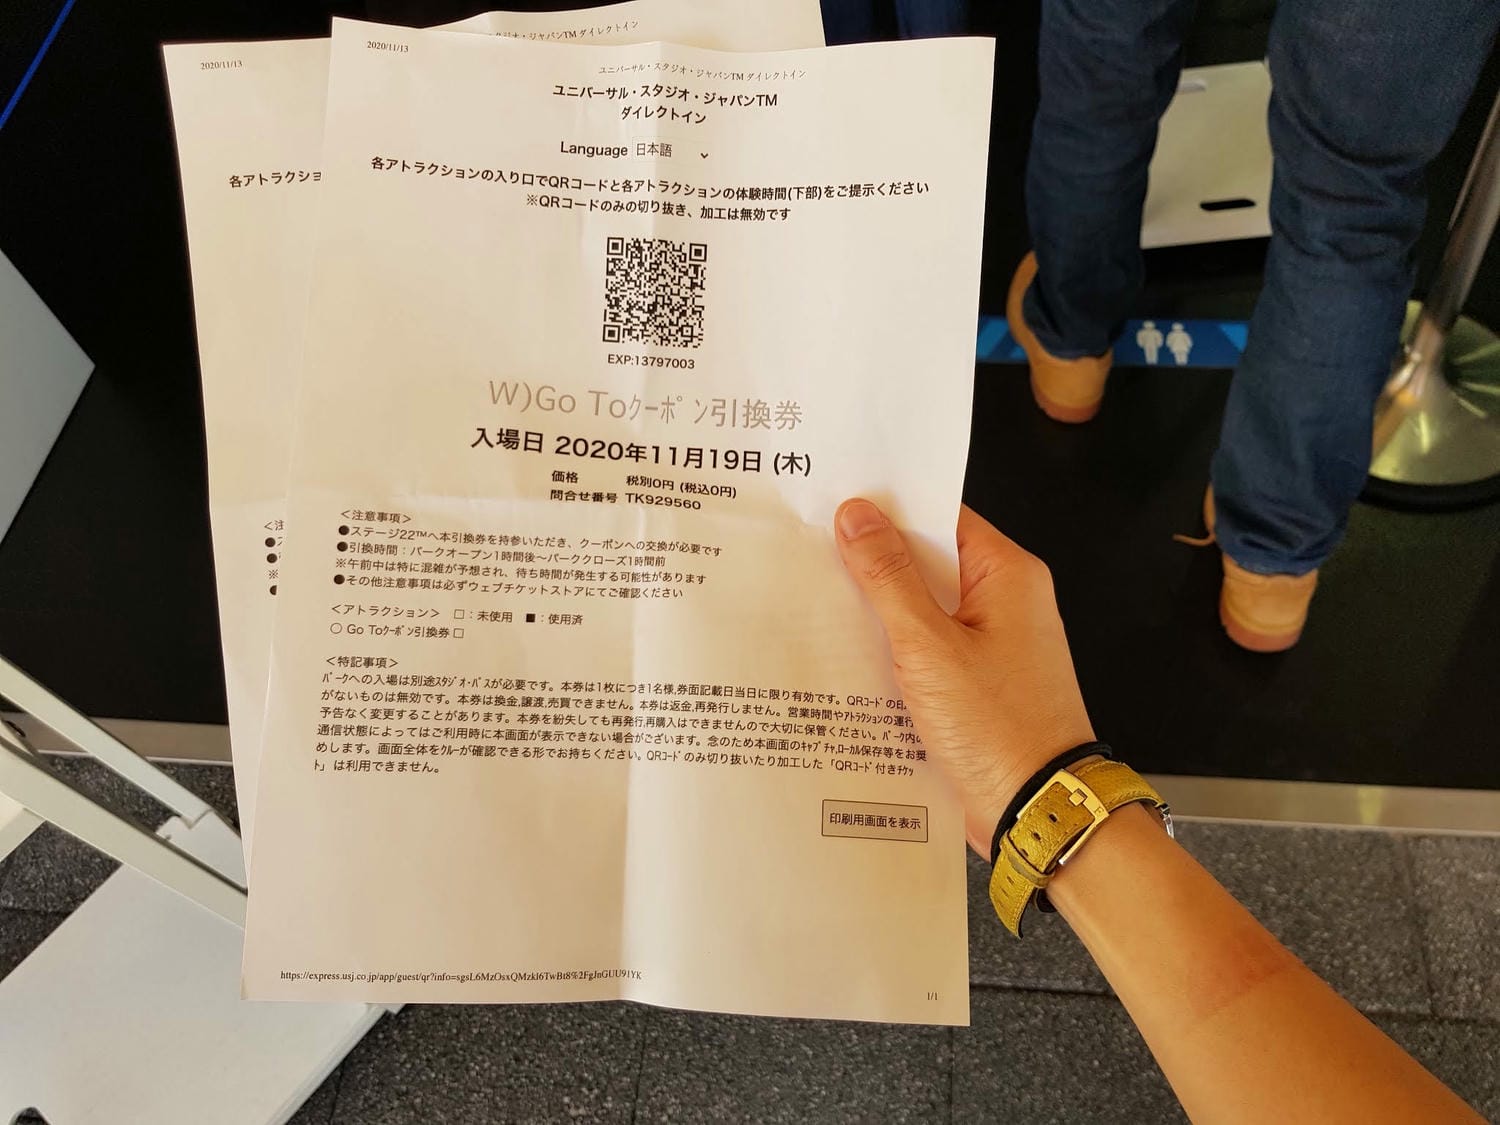 2020/11/13
スタジオ・ジャパンTM ダイレクトイン
各アトラクショ
2020/11/13
ユニバーサル・スタジオ・ジャパンTM ダイレクトイン
ユニバーサル・スタジオ・ジャパンTM
ダイレクトイン
Language 日本語
各アトラクションの入り口でQRコードと各アトラクションの体験時間(下部)をご提示ください
※QRコードのみの切り抜き、加工は無効です
EXP:13797003
W)Go Toｸｰﾎﾟﾝ引換券
入場日 2020年11月19日 (木)
価格 税別0円 (税込0円)
問合せ番号 TK929560
＜注意事項＞
●ステージ22™へ本引換券を持参いただき、クーポンへの交換が必要です
●引換時間：パークオープン1時間後～パーククローズ1時間前
※午前中は特に混雑が予想され、待ち時間が発生する可能性があります
●その他注意事項は必ずウェブチケットストアにてご確認ください
＜アトラクション＞ □：未使用 ■：使用済
○ Go Toｸｰﾎﾟﾝ引換券 □
＜特記事項＞
ﾊﾟｰｸへの入場は別途ｽﾀｼﾞｵ･ﾊﾟｽが必要です。本券は1枚につき1名様,券面記載日当日に限り有効です。QRｺｰﾄﾞの印
がないものは無効です。本券は換金,譲渡,売買できません。本券は返金,再発行しません。営業時間やｱﾄﾗｸｼｮﾝの運行
予告なく変更することがあります。本券を紛失しても再発行,再購入はできませんので大切に保管ください。ﾊﾟｰｸ内の
通信状態によってはご利用時に本画面が表示できない場合がございます。念のため本画面のｷｬﾌﾟﾁｬ,ﾛｰｶﾙ保存等をお奨
めします。画面全体をｸﾙｰが確認できる形でお持ちください。QRｺｰﾄﾞのみ切り抜いたり加工した「QRｺｰﾄﾞ付きﾁｹｯ
ﾄ」は利用できません。
印刷用画面を表示
https://express.usj.co.jp/app/guest/qr?info=sgsL6MzOsxQMzkl6TwBt8%2FgJnGUU91YK
1/1